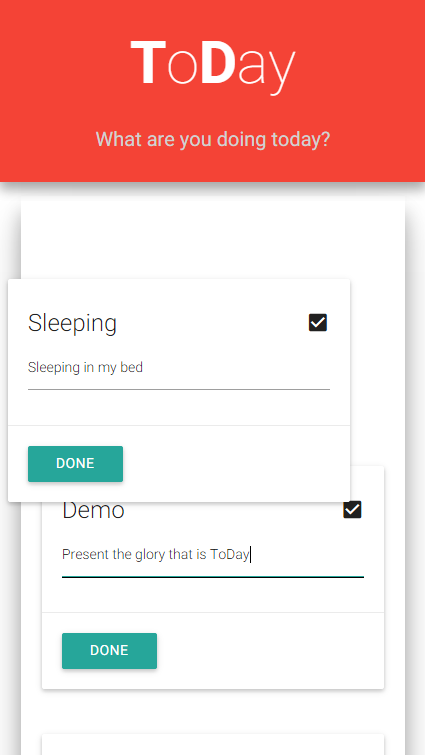 ToDay
What are you doing today?
Sleeping
Sleeping in my bed
DONE
Demo
Present the glory that is ToDay
DONE